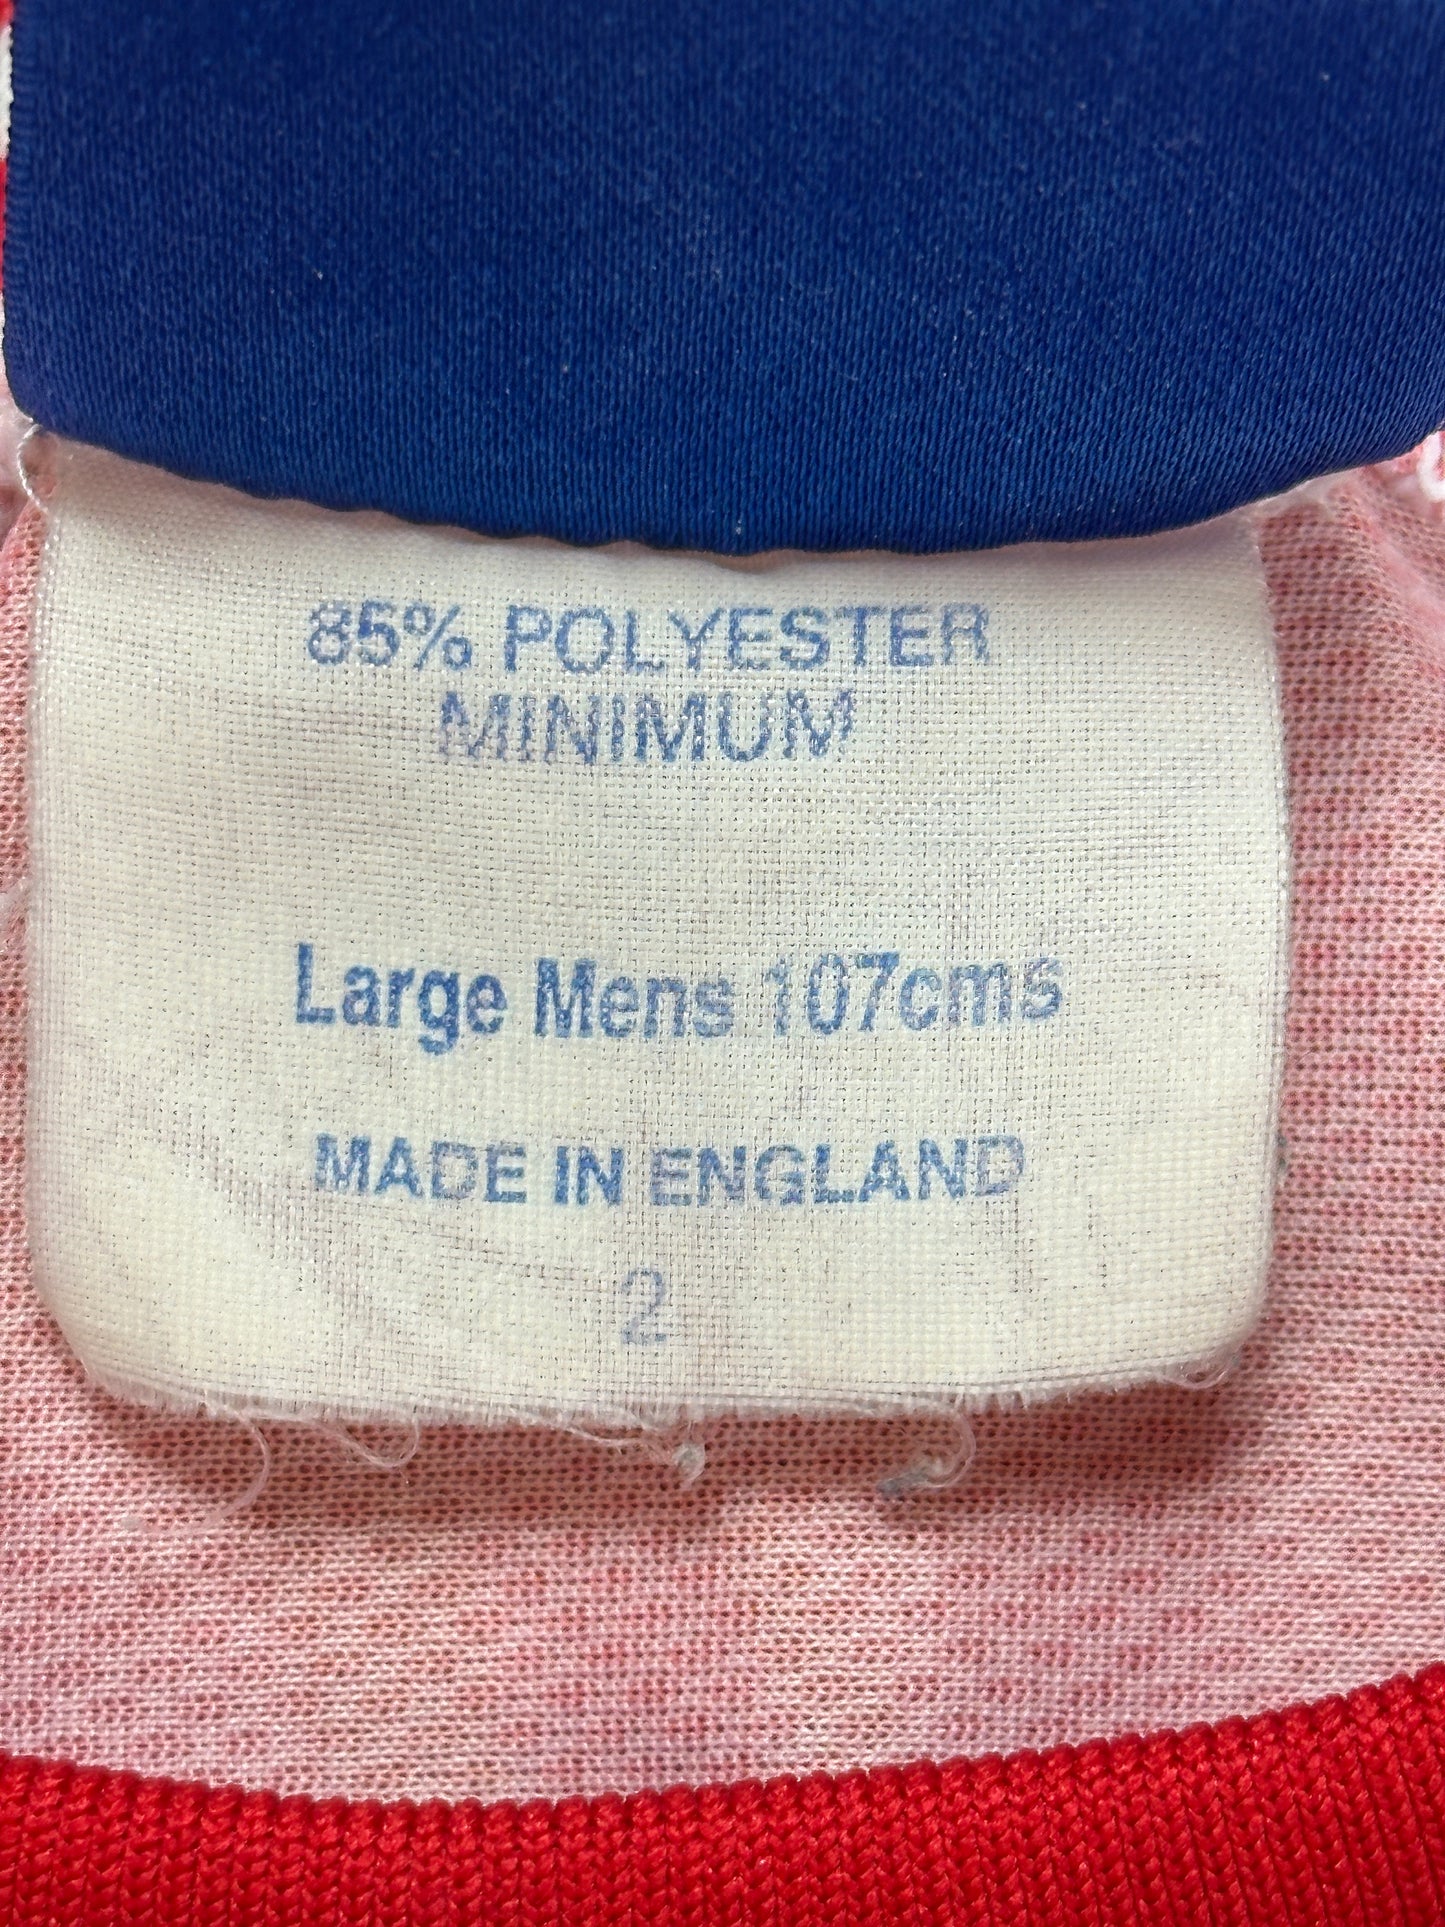 85% POLYESTER
MINIMUM
Large Mens 107cms
MADE IN ENGLAND
2